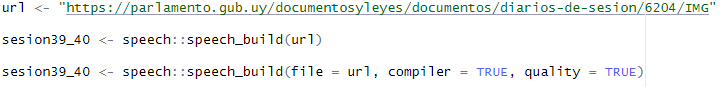 url <- "https://parlamento.gub.uy/documentosyleyes/documentos/diarios-de-sesion/6204/IMG"
sesion39_40 <- speech::speech_build(url)
sesion39_40 <- speech::speech_build(file = url, compiler = TRUE, quality = TRUE)